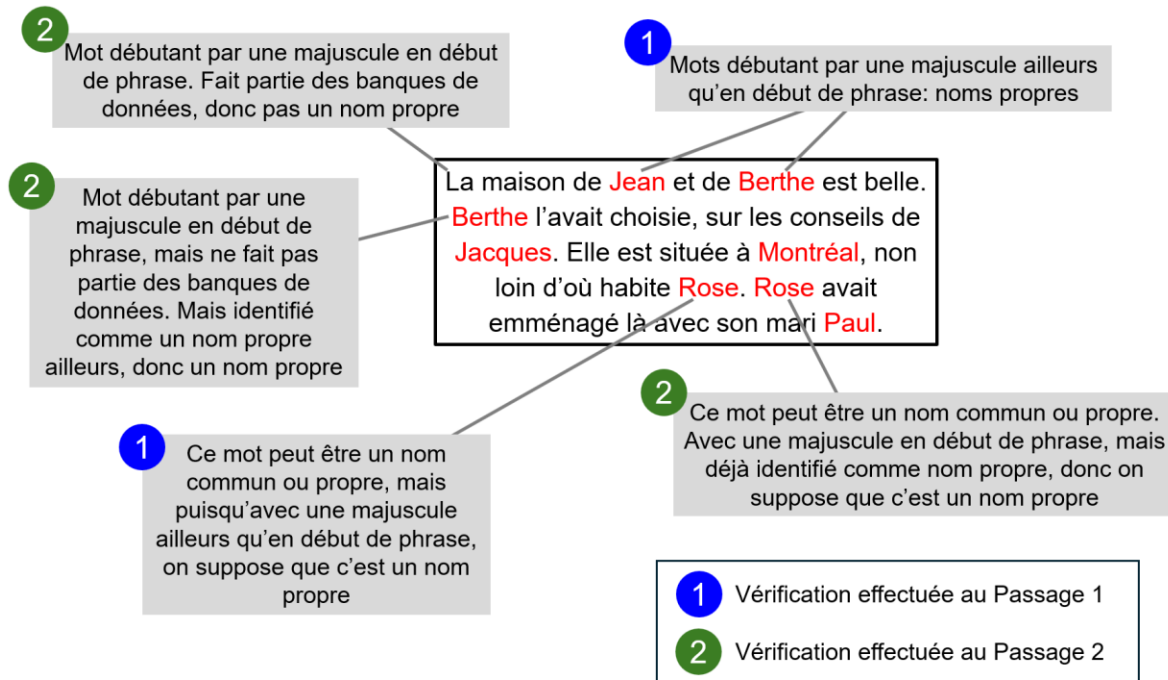 2
Mot débutant par une majuscule en début
de phrase. Fait partie des banques de
données, donc pas un nom propre
1
Mots débutant par une majuscule ailleurs
qu'en début de phrase: noms propres
2
Mot débutant par une
majuscule en début de
phrase, mais ne fait pas
partie des banques de
données. Mais identifié
comme un nom propre
ailleurs, donc un nom propre
La maison de Jean et de Berthe est belle.
Berthe l’avait choisie, sur les conseils de
Jacques. Elle est située à Montréal, non
loin d’où habite Rose. Rose avait
emménagé là avec son mari Paul.
1
Ce mot peut être un nom
commun ou propre, mais
puisqu’avec une majuscule
ailleurs qu’en début de phrase,
on suppose que c’est un nom
propre
2
Ce mot peut être un nom commun ou propre.
Avec une majuscule en début de phrase, mais
déjà identifié comme nom propre, donc on
suppose que c’est un nom propre
1 Vérification effectuée au Passage 1
2 Vérification effectuée au Passage 2